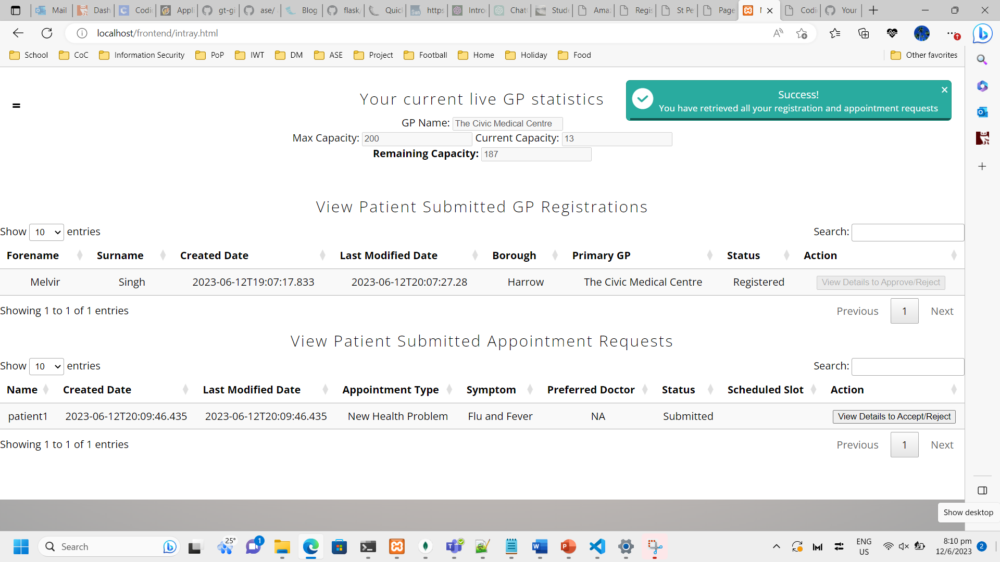 Mail Dash Codi Appli gt-gi ase/ Blog flask/ Quick https Intro Chat Stude Amaz Regis St Pe Page Codi Your
localhost/frontend/intray.html
School CoC Information Security PoP IWT DM ASE Project Football Home Holiday Food Other favorites
Your current live GP statistics
Success!
You have retrieved all your registration and appointment requests
GP Name: The Civic Medical Centre
Max Capacity: 200 Current Capacity: 13
Remaining Capacity: 187
View Patient Submitted GP Registrations
Show 10 entries Search:
Forename Surname Created Date Last Modified Date Borough Primary GP Status Action
Melvir Singh 2023-06-12T19:07:17.833 2023-06-12T20:07:27.28 Harrow The Civic Medical Centre Registered View Details to Approve/Reject
Showing 1 to 1 of 1 entries Previous 1 Next
View Patient Submitted Appointment Requests
Show 10 entries Search:
Name Created Date Last Modified Date Appointment Type Symptom Preferred Doctor Status Scheduled Slot Action
patient1 2023-06-12T20:09:46.435 2023-06-12T20:09:46.435 New Health Problem Flu and Fever NA Submitted View Details to Accept/Reject
Showing 1 to 1 of 1 entries Previous 1 Next
Show desktop
Search 25° 1 ENG 8:10 pm
US 12/6/2023 2